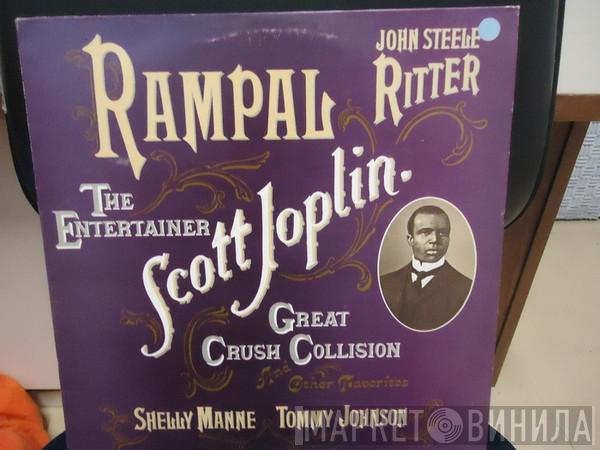 JOHN STEELE
RAMPAL RITTER
THE
ENTERTAINER
Scott Joplin.
GREAT
CRUSH COLLISION
And
Other Favorites
SHELLY MANNE TOMMY JOHNSON
МАРКЕТ ВИНИЛА